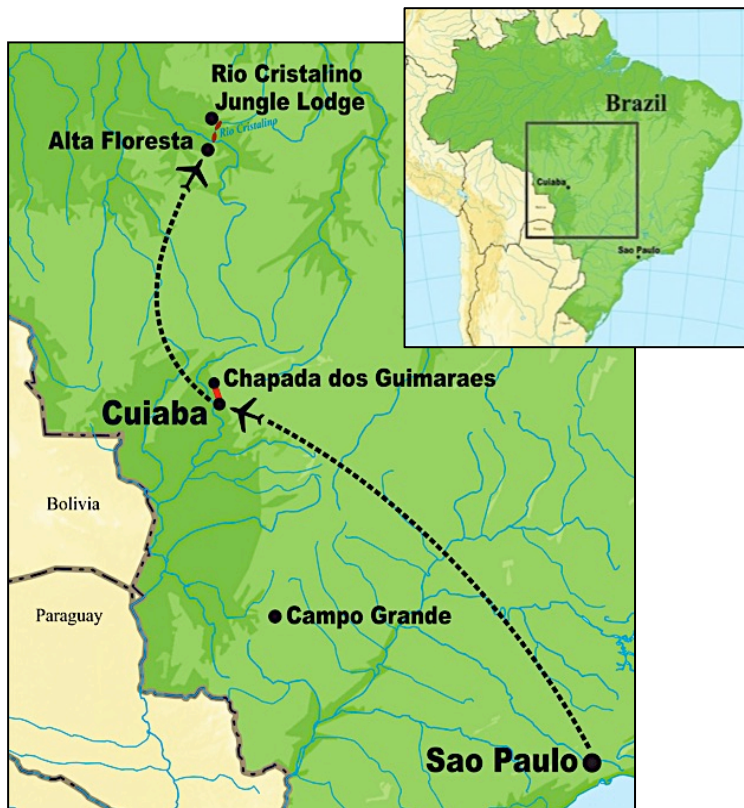 Rio Cristalino
Jungle Lodge
Rio Cristalino
Alta Floresta
Chapada dos Guimaraes
Cuiaba
Bolivia
Paraguay
Campo Grande
Sao Paulo
Brazil
Cuiaba
Sao Paulo